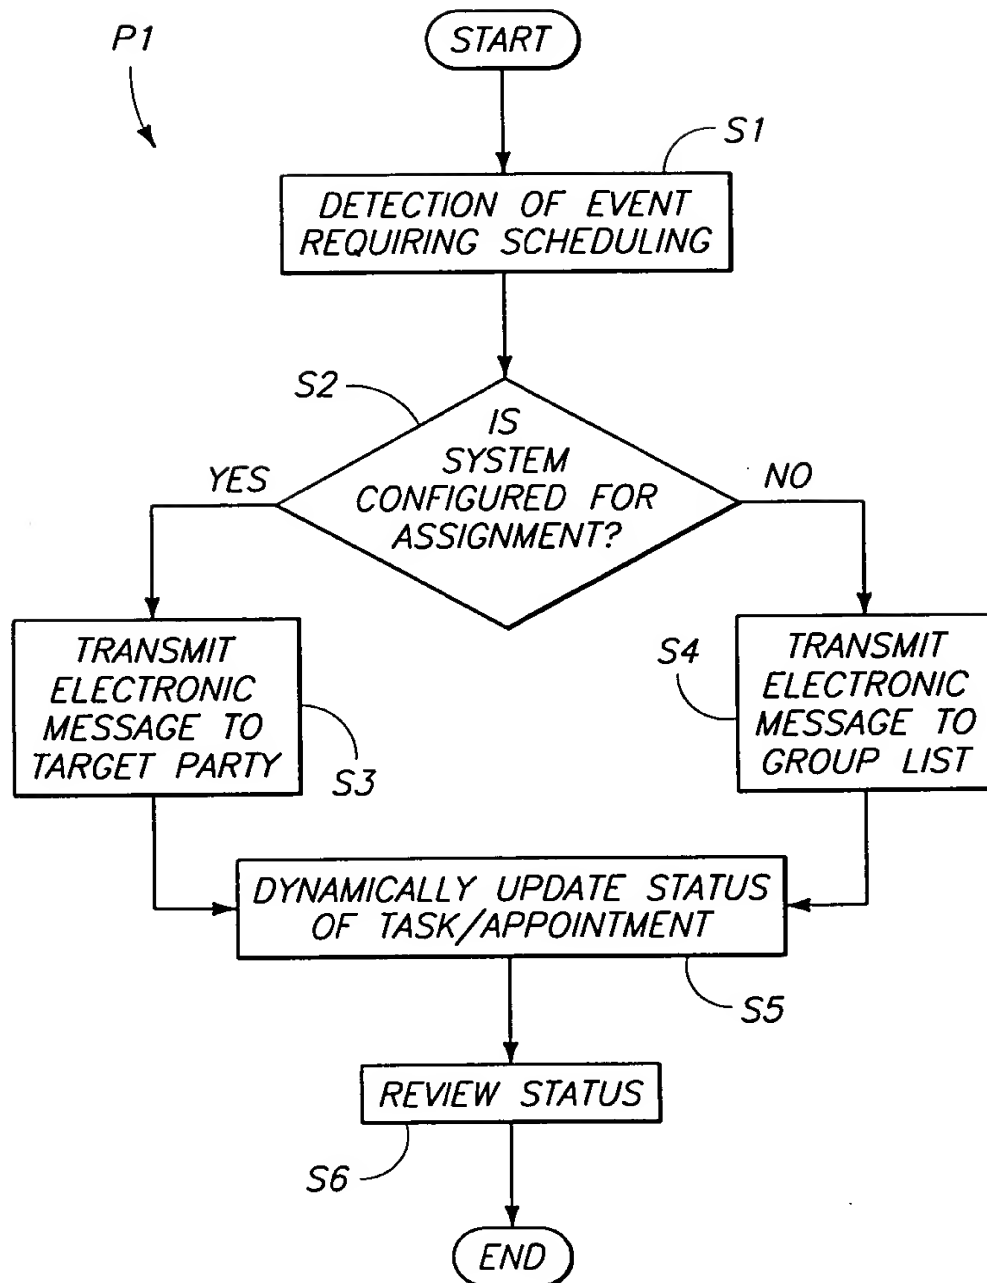 P1
START
S1
DETECTION OF EVENT
REQUIRING SCHEDULING
S2
IS
SYSTEM
CONFIGURED FOR
ASSIGNMENT?
YES
NO
TRANSMIT
ELECTRONIC
MESSAGE TO
TARGET PARTY
S3
S4
TRANSMIT
ELECTRONIC
MESSAGE TO
GROUP LIST
DYNAMICALLY UPDATE STATUS
OF TASK/APPOINTMENT
S5
REVIEW STATUS
S6
END